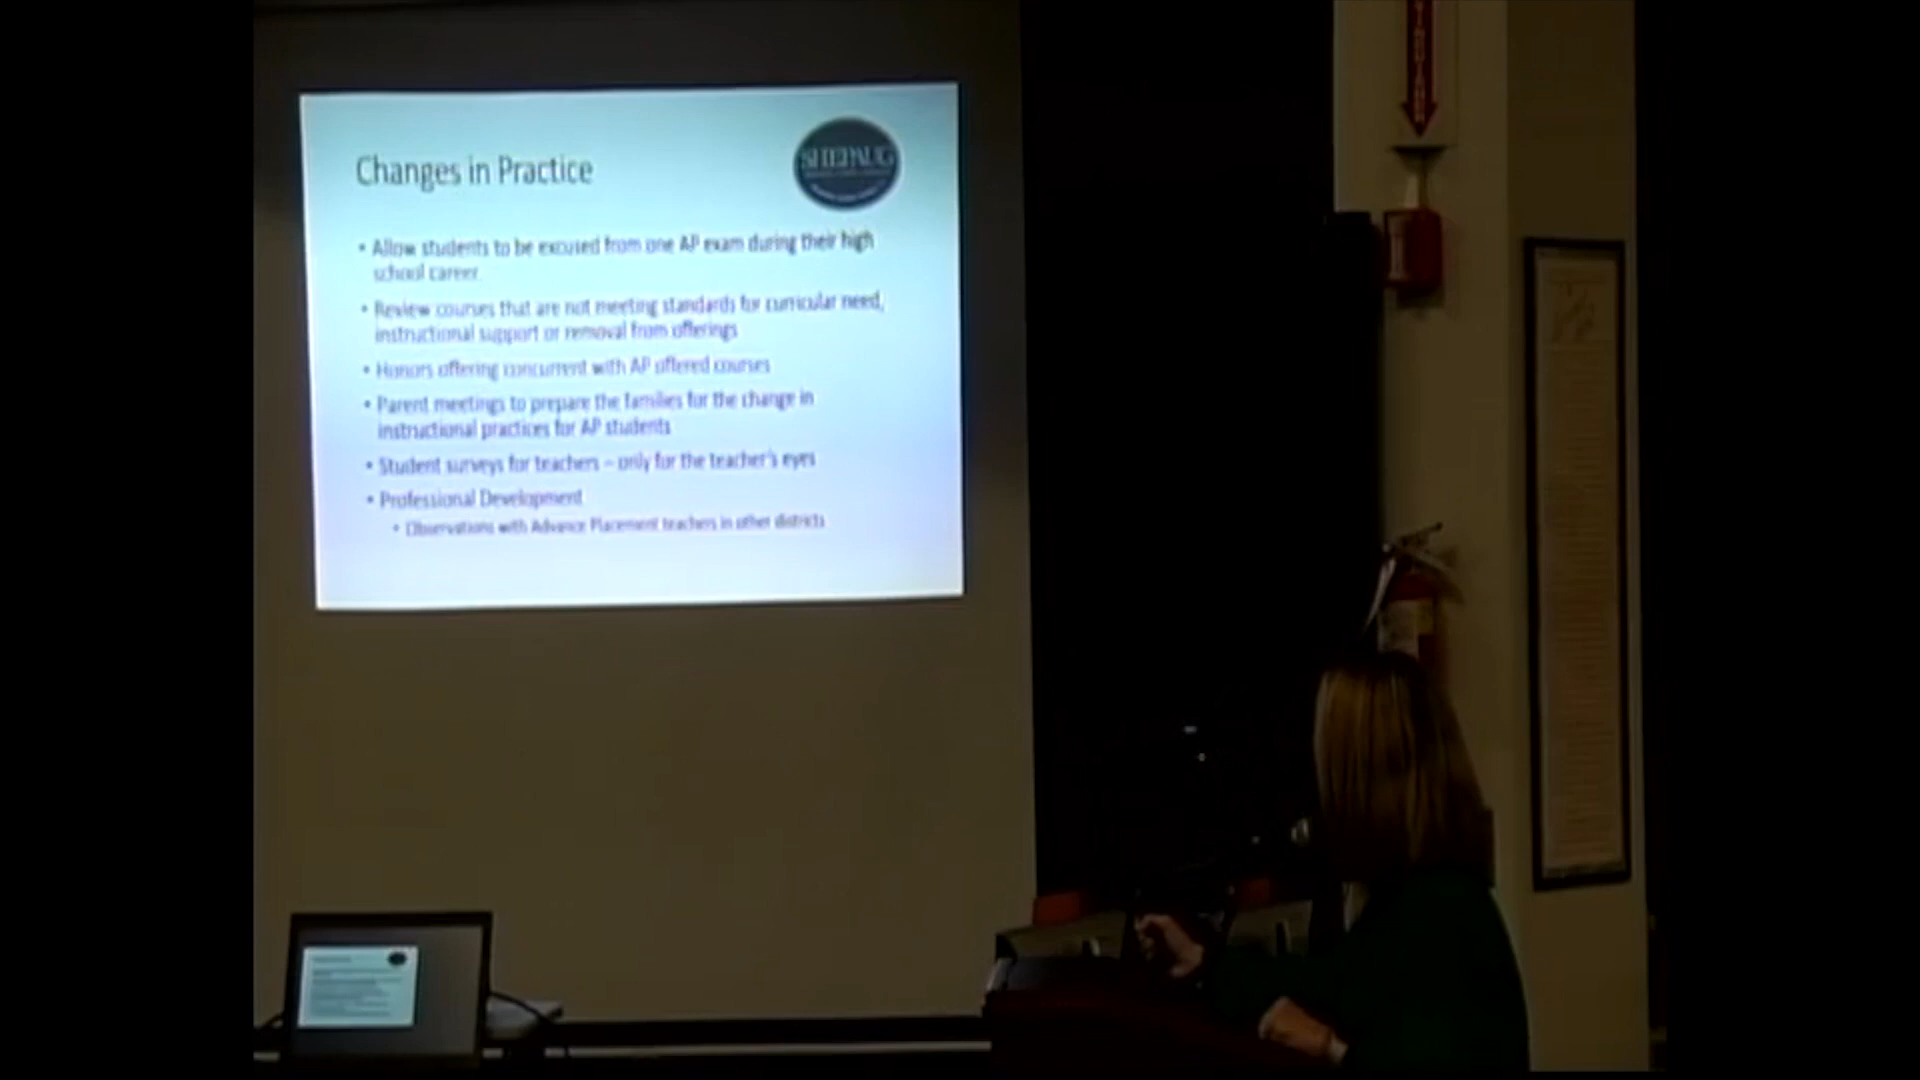 Changes in Practice
SHEPAUG
• Allow students to be excused from one AP exam during their high
school career.
• Review courses that are not meeting standards for curricular need,
instructional support or removal from offerings
• Honors offering concurrent with AP offered courses
• Parent meetings to prepare the families for the change in
instructional practices for AP students
• Student surveys for teachers – only for the teacher's eyes
• Professional Development
• Observations with Advance Placement teachers in other districts